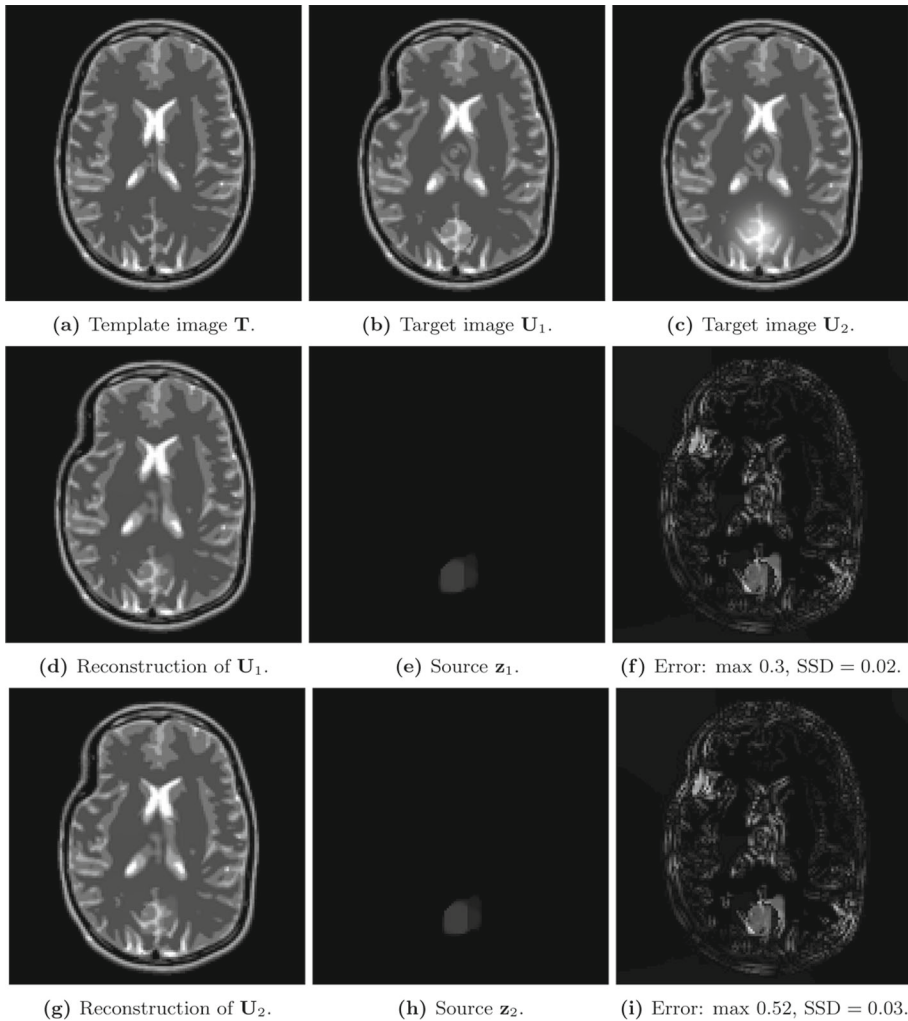 (a) Template image T.
(b) Target image U₁.
(c) Target image U₂.
(d) Reconstruction of U₁.
(e) Source z₁.
(f) Error: max 0.3, SSD = 0.02.
(g) Reconstruction of U₂.
(h) Source z₂.
(i) Error: max 0.52, SSD = 0.03.